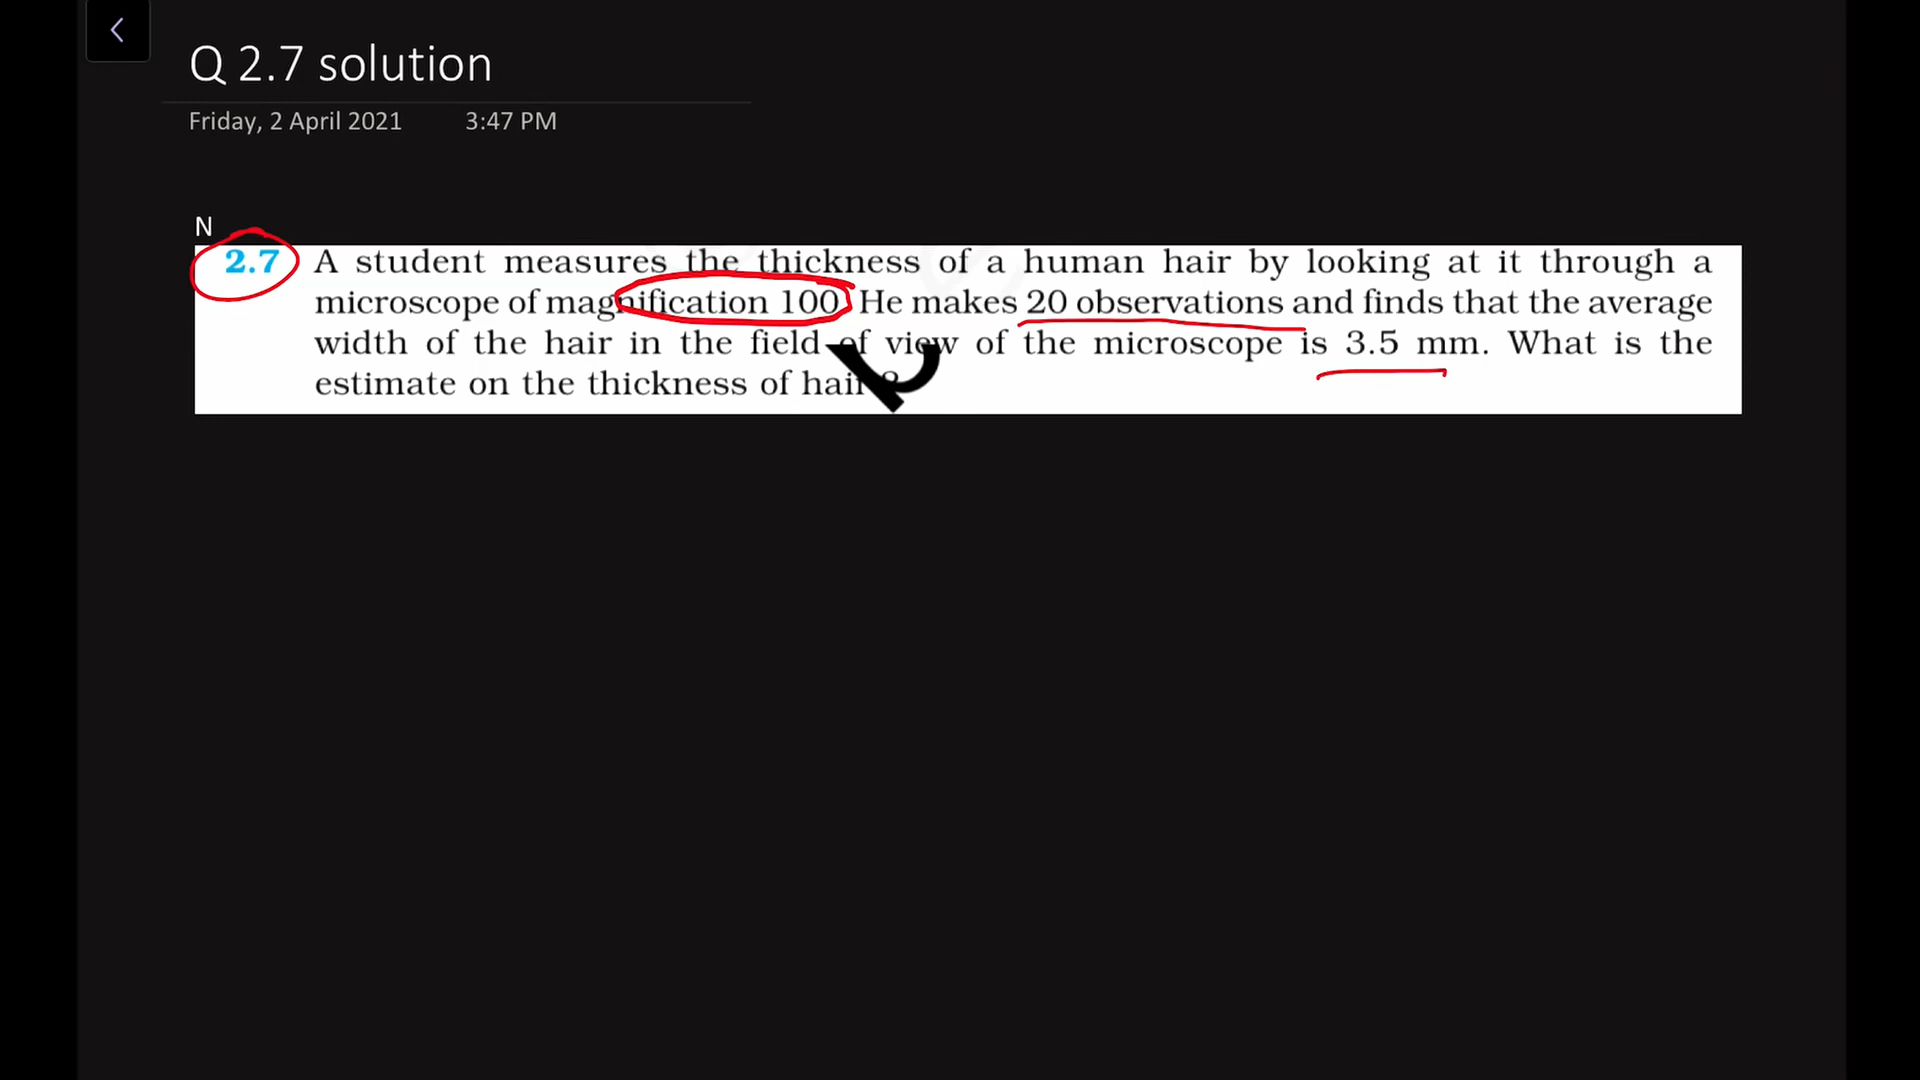 Q 2.7 solution
Friday, 2 April 2021 3:47 PM
N
2.7 A student measures the thickness of a human hair by looking at it through a
microscope of magnification 100. He makes 20 observations and finds that the average
width of the hair in the field of view of the microscope is 3.5 mm. What is the
estimate on the thickness of hair ?